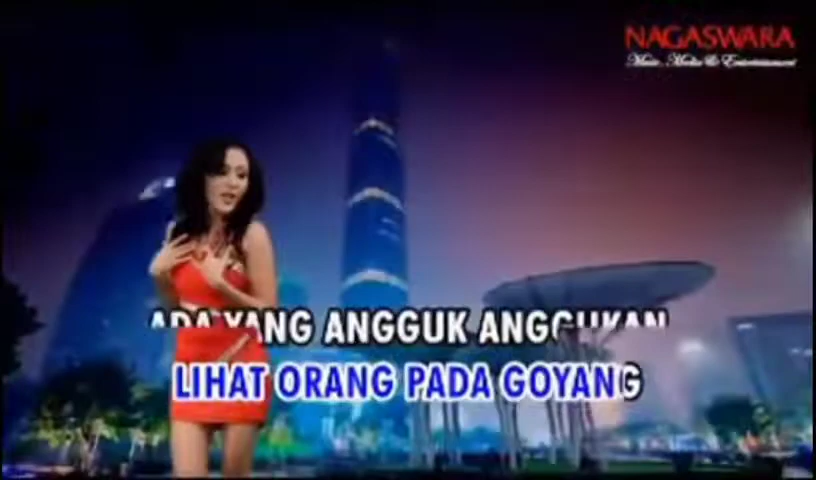 NAGASWARA
Music, Media & Entertainment
ADA YANG ANGGUK ANGGUKAN
LIHAT ORANG PADA GOYANG